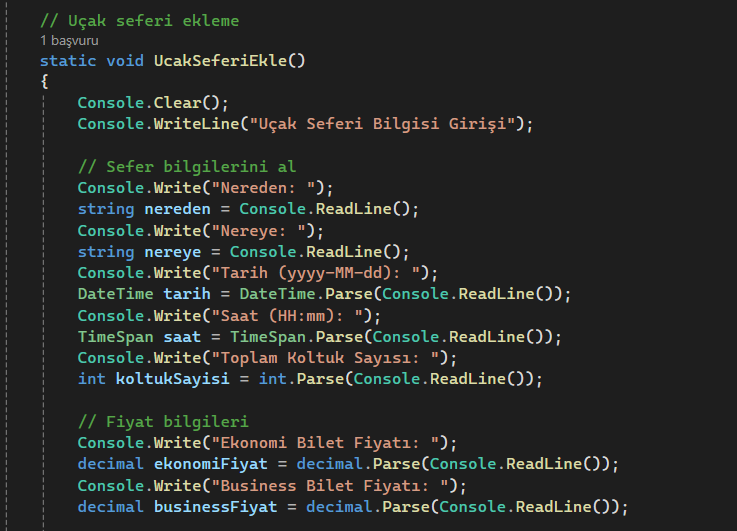 // Uçak seferi ekleme
1 başvuru
static void UcakSeferiEkle()
{
Console.Clear();
Console.WriteLine("Uçak Seferi Bilgisi Girişi");
// Sefer bilgilerini al
Console.Write("Nereden: ");
string nereden = Console.ReadLine();
Console.Write("Nereye: ");
string nereye = Console.ReadLine();
Console.Write("Tarih (yyyy-MM-dd): ");
DateTime tarih = DateTime.Parse(Console.ReadLine());
Console.Write("Saat (HH:mm): ");
TimeSpan saat = TimeSpan.Parse(Console.ReadLine());
Console.Write("Toplam Koltuk Sayısı: ");
int koltukSayisi = int.Parse(Console.ReadLine());
// Fiyat bilgileri
Console.Write("Ekonomi Bilet Fiyatı: ");
decimal ekonomiFiyat = decimal.Parse(Console.ReadLine());
Console.Write("Business Bilet Fiyatı: ");
decimal businessFiyat = decimal.Parse(Console.ReadLine());